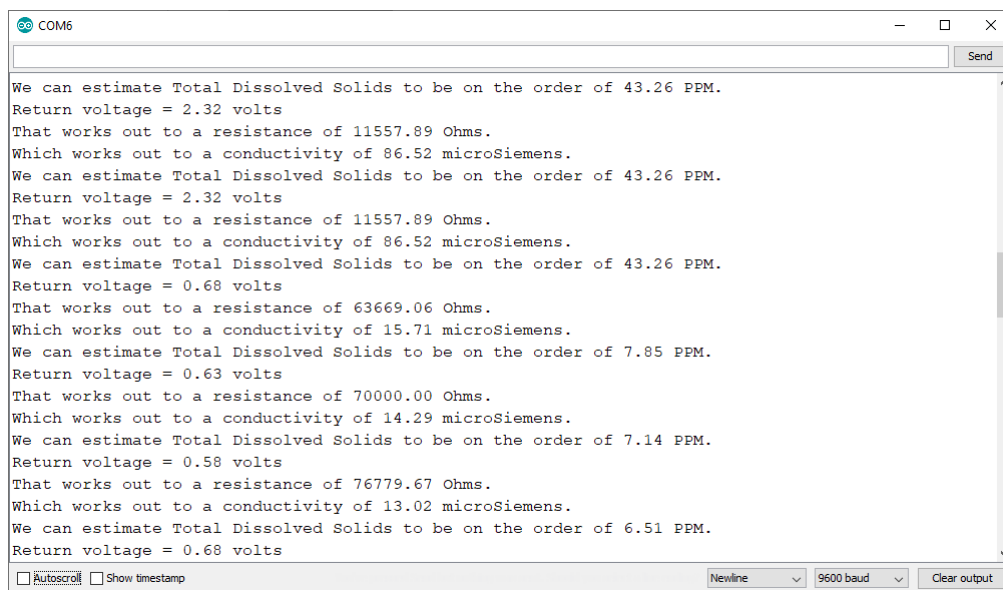 COM6
Send
We can estimate Total Dissolved Solids to be on the order of 43.26 PPM.
Return voltage = 2.32 volts
That works out to a resistance of 11557.89 Ohms.
Which works out to a conductivity of 86.52 microSiemens.
We can estimate Total Dissolved Solids to be on the order of 43.26 PPM.
Return voltage = 2.32 volts
That works out to a resistance of 11557.89 Ohms.
Which works out to a conductivity of 86.52 microSiemens.
We can estimate Total Dissolved Solids to be on the order of 43.26 PPM.
Return voltage = 0.68 volts
That works out to a resistance of 63669.06 Ohms.
Which works out to a conductivity of 15.71 microSiemens.
We can estimate Total Dissolved Solids to be on the order of 7.85 PPM.
Return voltage = 0.63 volts
That works out to a resistance of 70000.00 Ohms.
Which works out to a conductivity of 14.29 microSiemens.
We can estimate Total Dissolved Solids to be on the order of 7.14 PPM.
Return voltage = 0.58 volts
That works out to a resistance of 76779.67 Ohms.
Which works out to a conductivity of 13.02 microSiemens.
We can estimate Total Dissolved Solids to be on the order of 6.51 PPM.
Return voltage = 0.68 volts
Autoscroll Show timestamp Newline 9600 baud Clear output